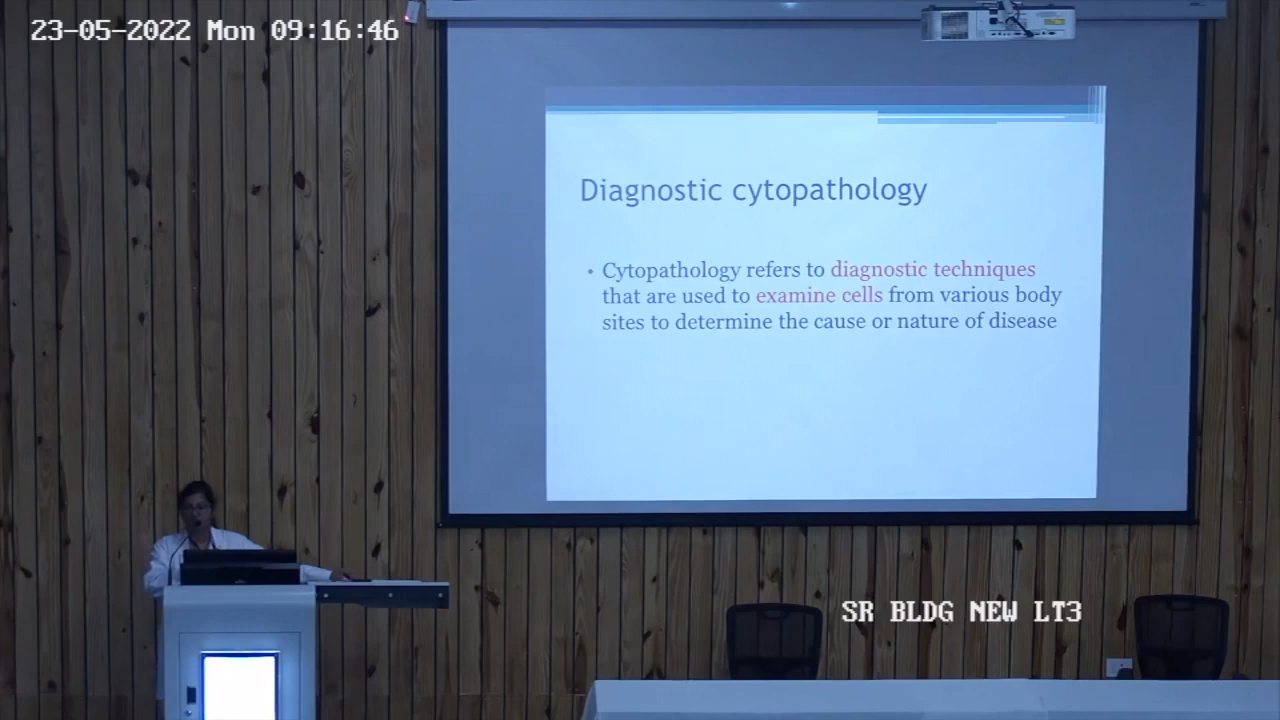 23-05-2022 Mon 09:16:46
Diagnostic cytopathology
• Cytopathology refers to diagnostic techniques
that are used to examine cells from various body
sites to determine the cause or nature of disease
SR BLDG NEW LT3